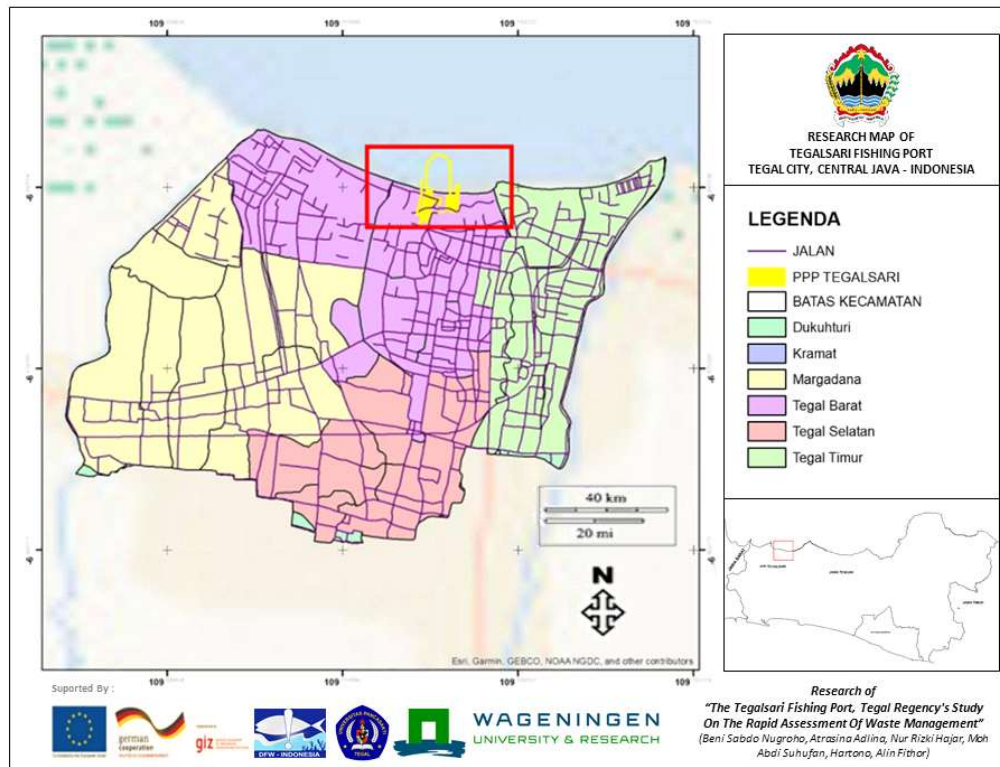 109
109
109
109
RESEARCH MAP OF
TEGALSARI FISHING PORT
TEGAL CITY, CENTRAL JAVA - INDONESIA
LEGENDA
JALAN
PPP TEGALSARI
BATAS KECAMATAN
Dukuhturi
Kramat
Margadana
Tegal Barat
Tegal Selatan
Tegal Timur
40 km
20 mi
N
Esri, Garmin, GEBCO, NOAA NGDC, and other contributors
109
109
109
109
Suported By :
german
cooperation
giz
DFW - INDONESIA
UNIVERSITAS PANCASAKTI
TEGAL
WAGENINGEN
UNIVERSITY & RESEARCH
Research of
"The Tegalsari Fishing Port, Tegal Regency's Study
On The Rapid Assessment Of Waste Management"
(Beni Sabdo Nugroho, Atrasina Adlina, Nur Rizki Hajar, Moh
Abdi Suhufan, Hartono, Alin Fithor)